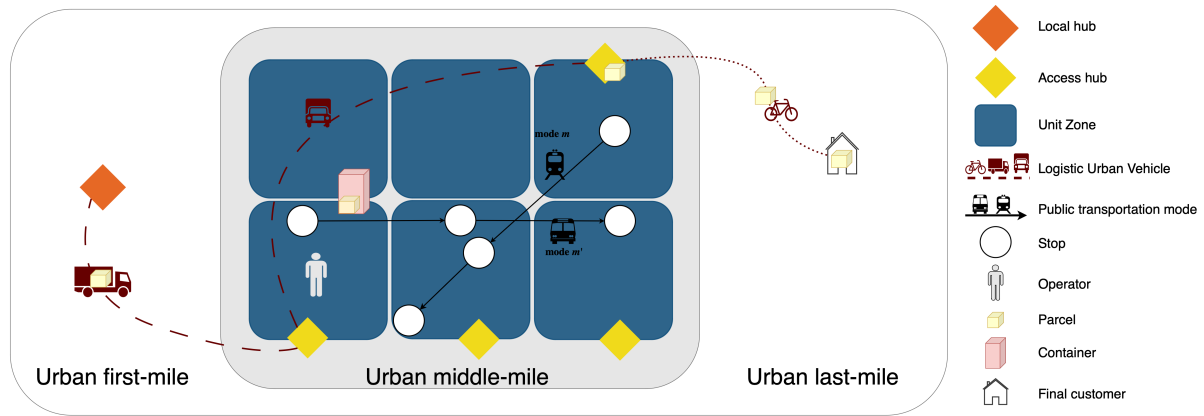 mode m
mode m'
Urban first-mile
Urban middle-mile
Urban last-mile
Local hub
Access hub
Unit Zone
Logistic Urban Vehicle
Public transportation mode
Stop
Operator
Parcel
Container
Final customer